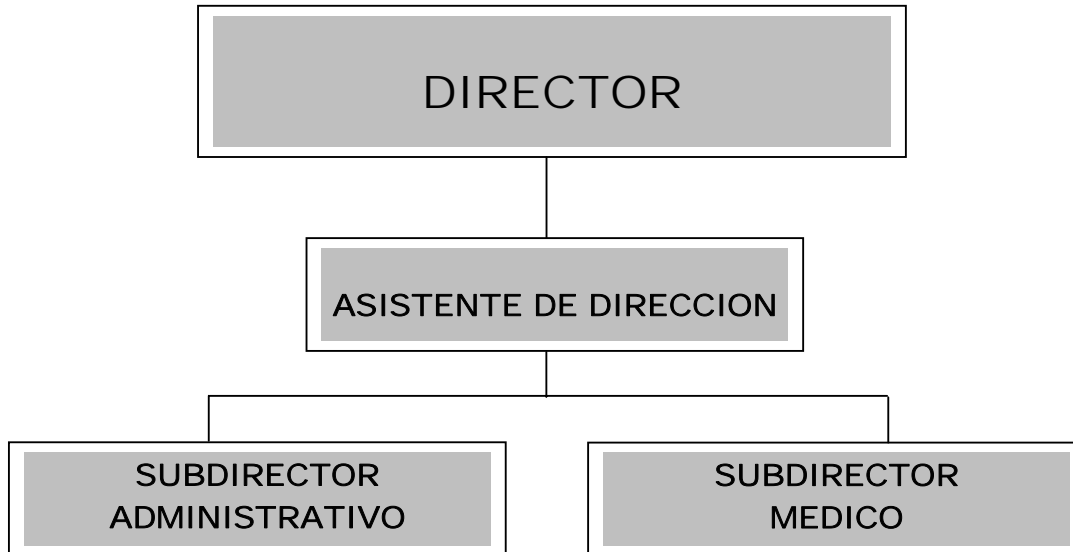 DIRECTOR
ASISTENTE DE DIRECCION
SUBDIRECTOR
ADMINISTRATIVO
SUBDIRECTOR
MEDICO